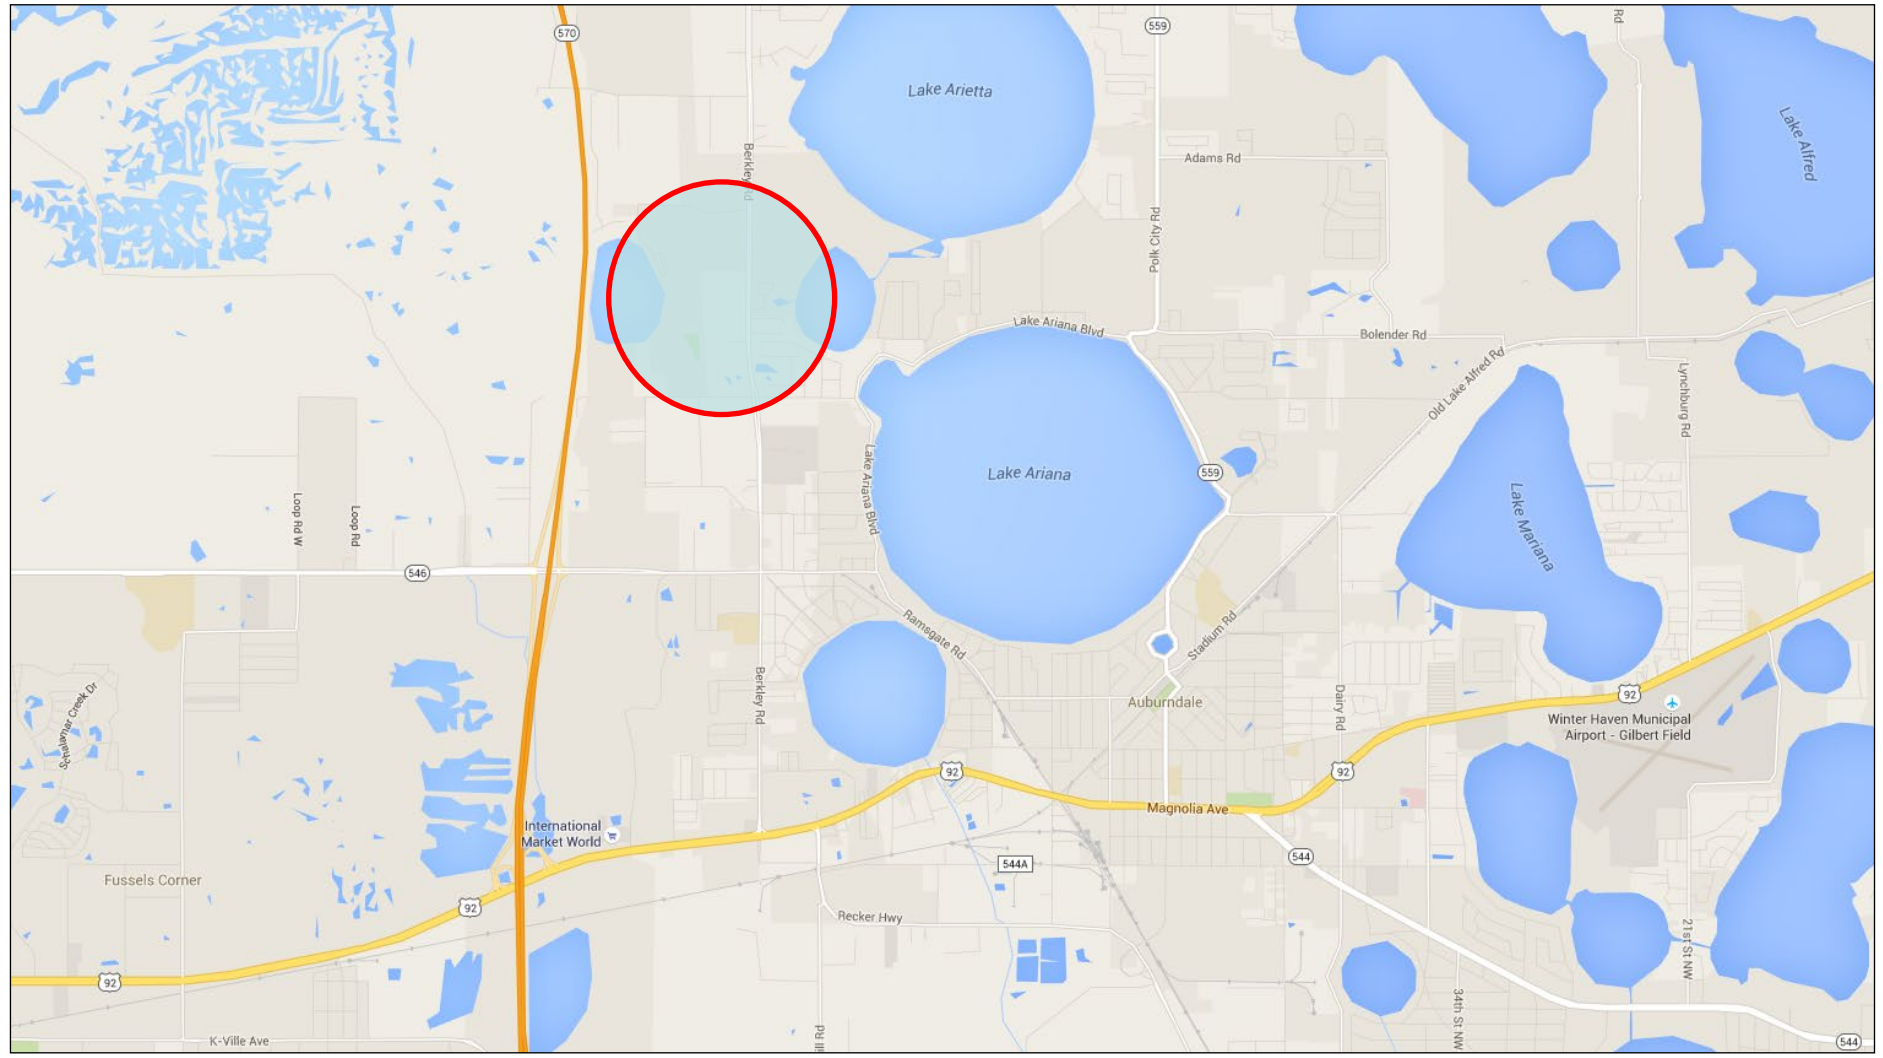 570
559
Rd
Lake Arietta
Lake Alfred
Berkley Rd
Adams Rd
Polk City Rd
Lake Ariana Blvd
Bolender Rd
Old Lake Alfred Rd
Lynchburg Rd
Lake Ariana Blvd
Lake Ariana
559
Lake Mariana
Loop Rd W
Loop Rd
546
Ramsgate Rd
Stadium Rd
Schalamar Creek Dr
Berkley Rd
Auburndale
Dairy Rd
92
Winter Haven Municipal
Airport - Gilbert Field
92
92
Magnolia Ave
International
Market World
544A
544
Fussels Corner
92
Recker Hwy
21st St NW
92
34th St NW
K-Ville Ave
ill Rd
544